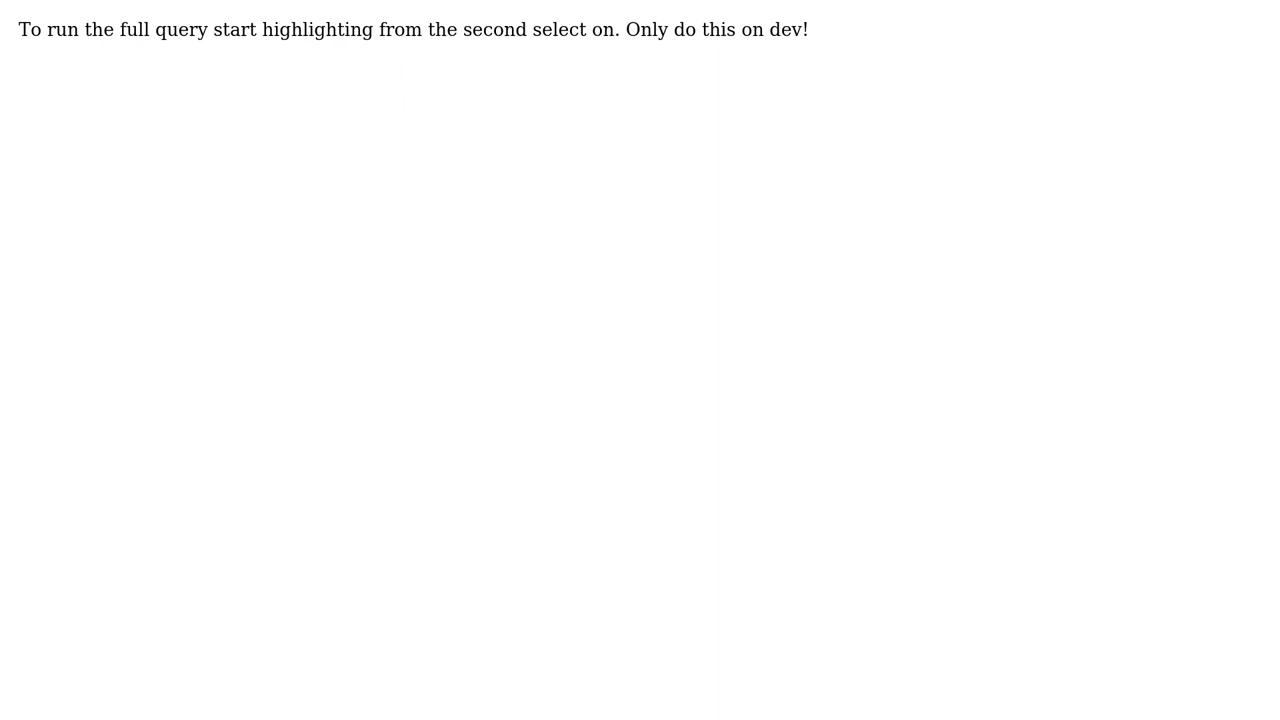 To run the full query start highlighting from the second select on. Only do this on dev!